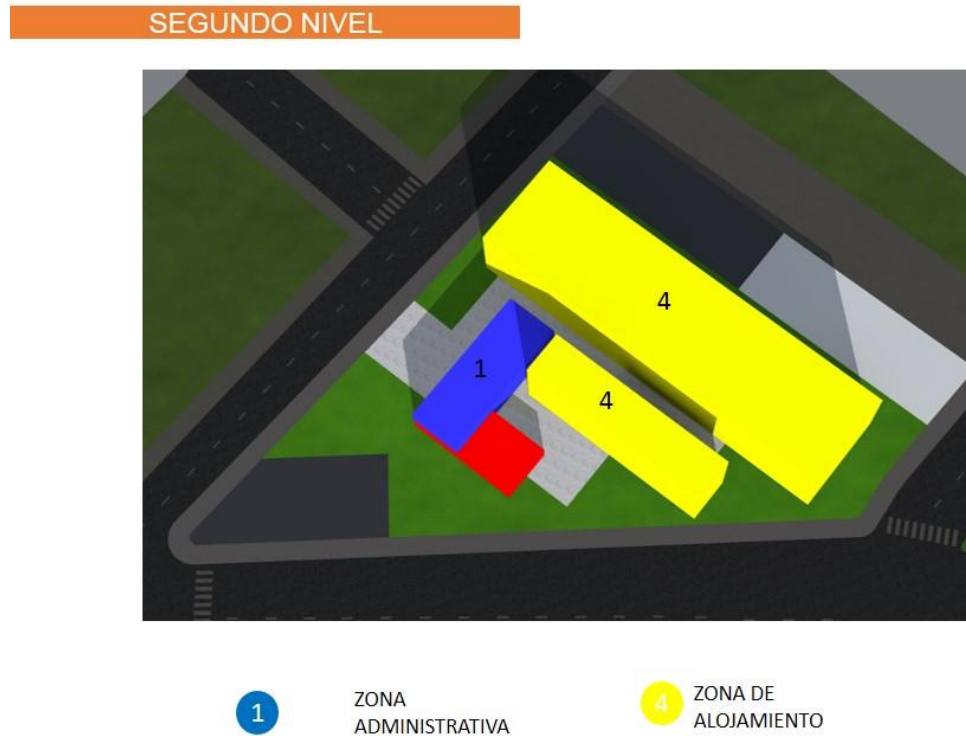 SEGUNDO NIVEL
4
1
4
1
ZONA
ADMINISTRATIVA
4
ZONA DE
ALOJAMIENTO